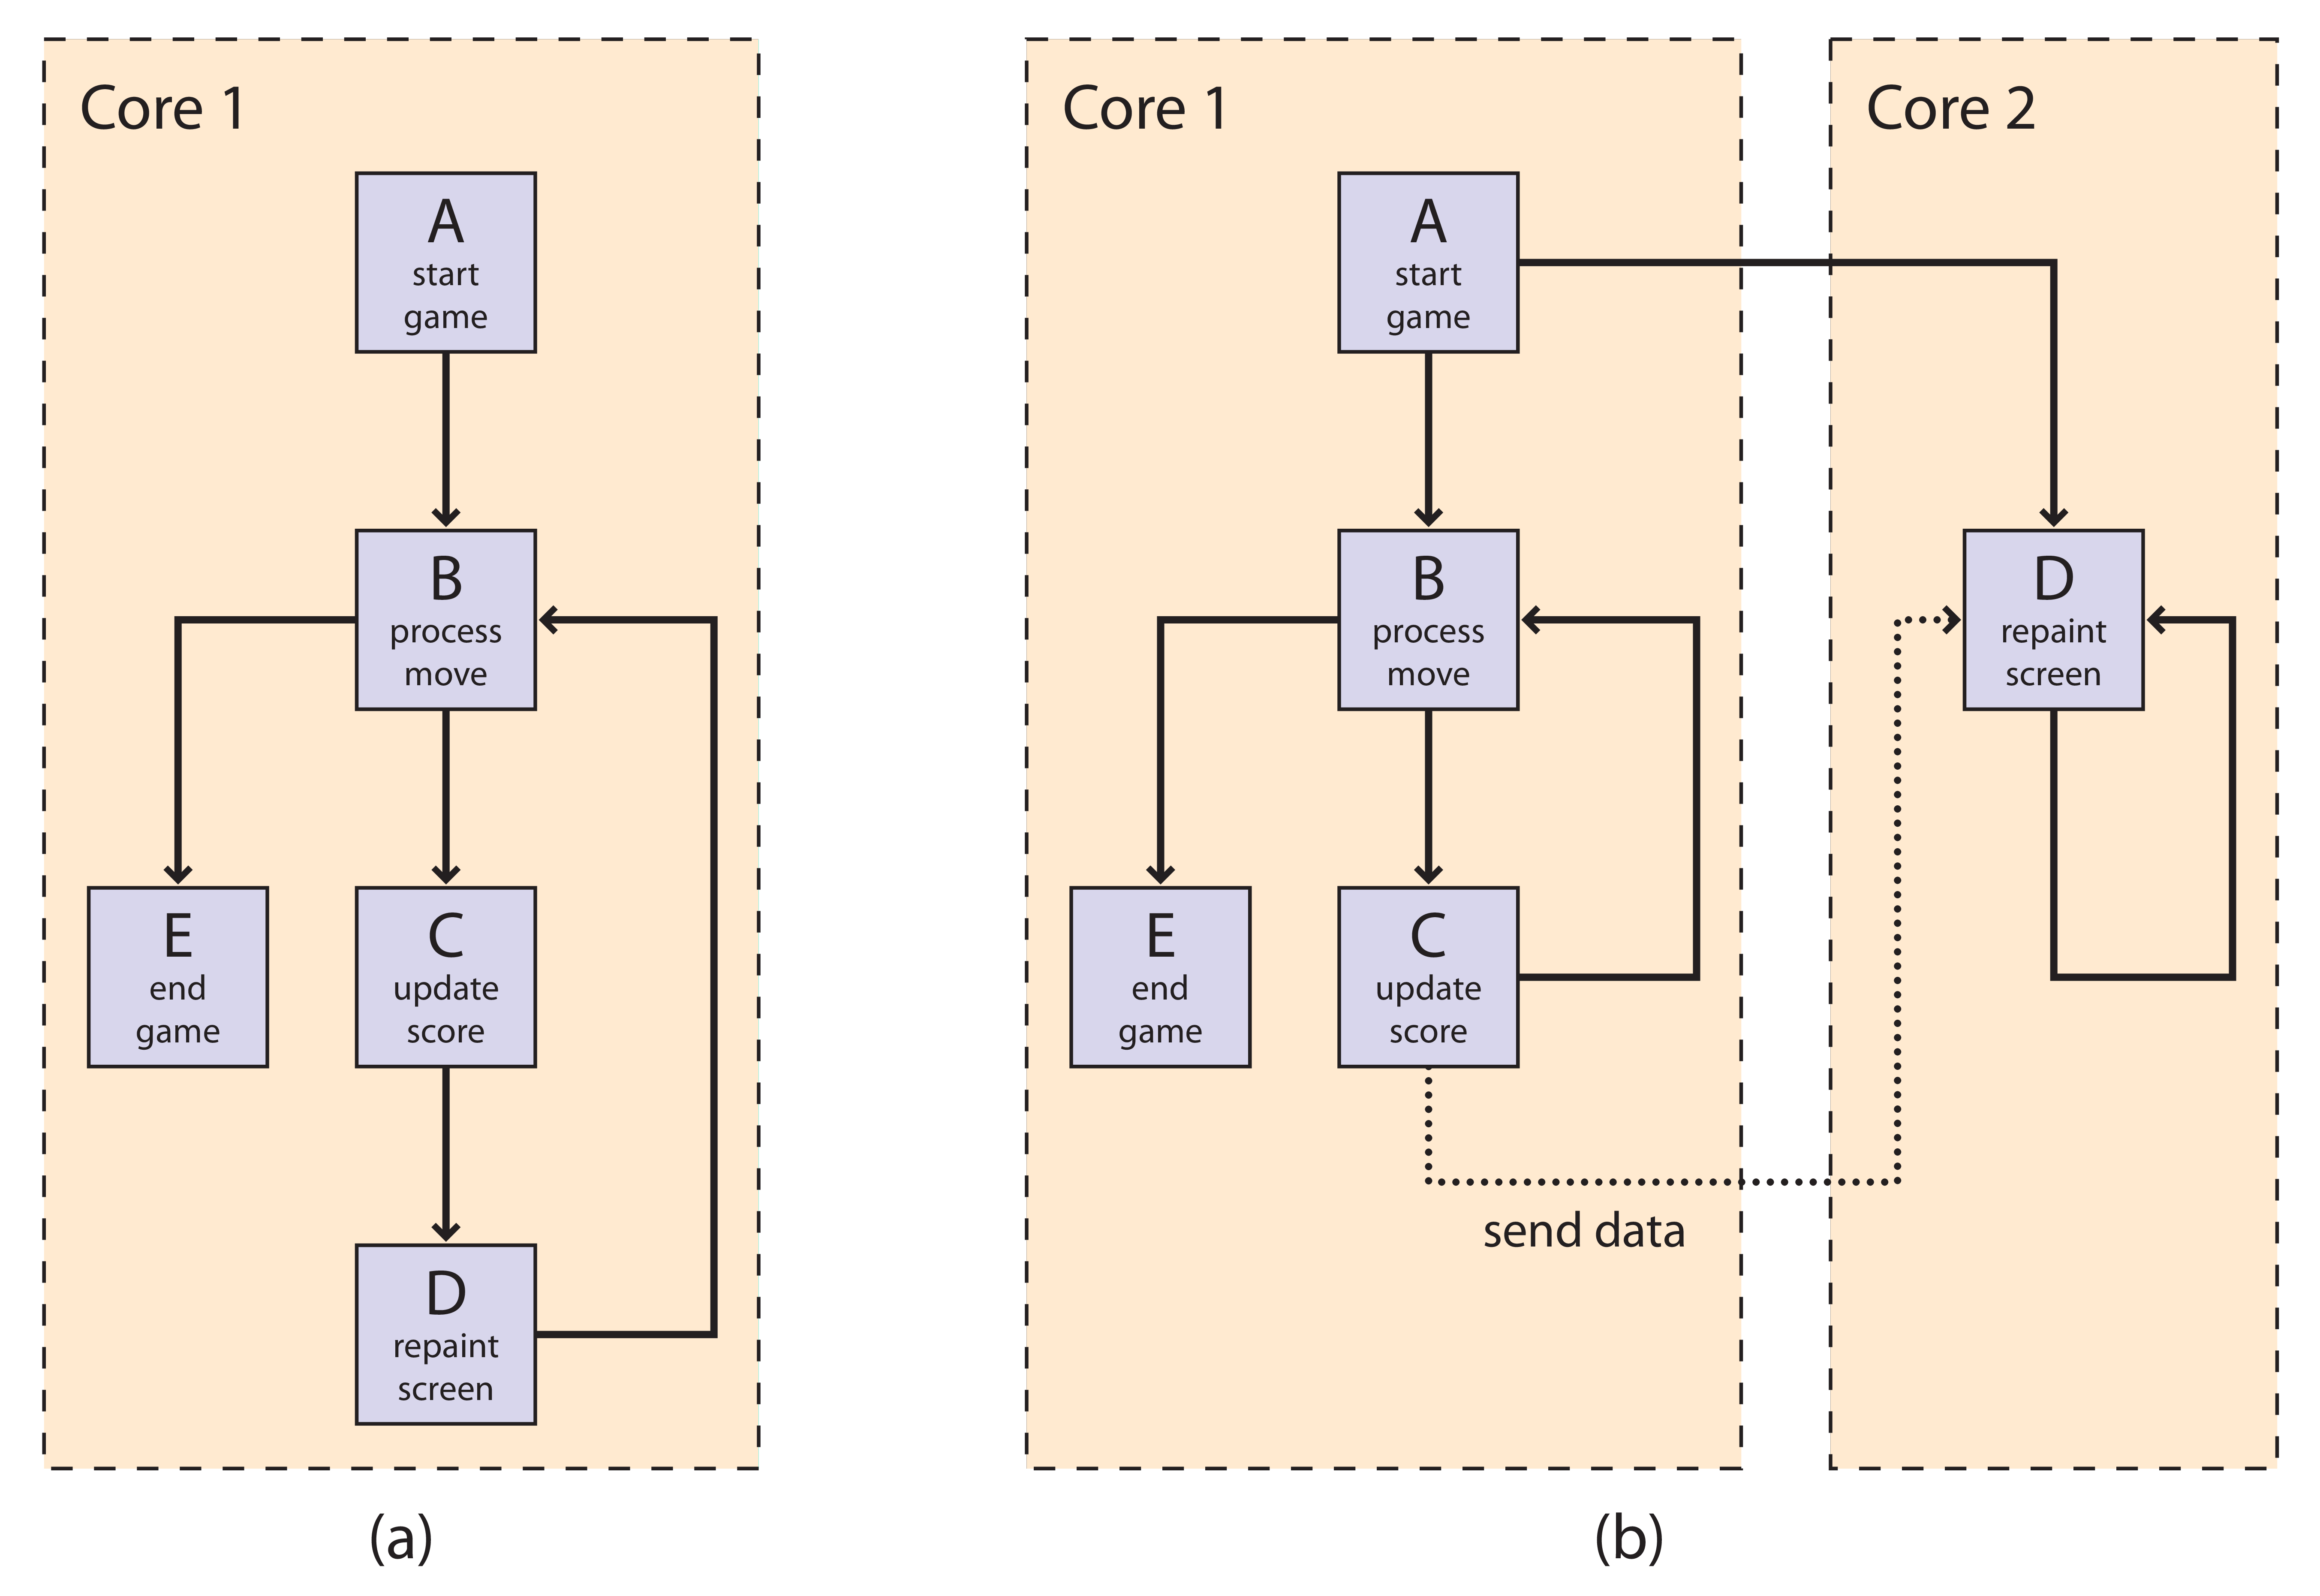 Core 1
A
start
game
B
process
move
E
end
game
C
update
score
D
repaint
screen
(a)
Core 1
A
start
game
B
process
move
E
end
game
C
update
score
send data
Core 2
D
repaint
screen
(b)